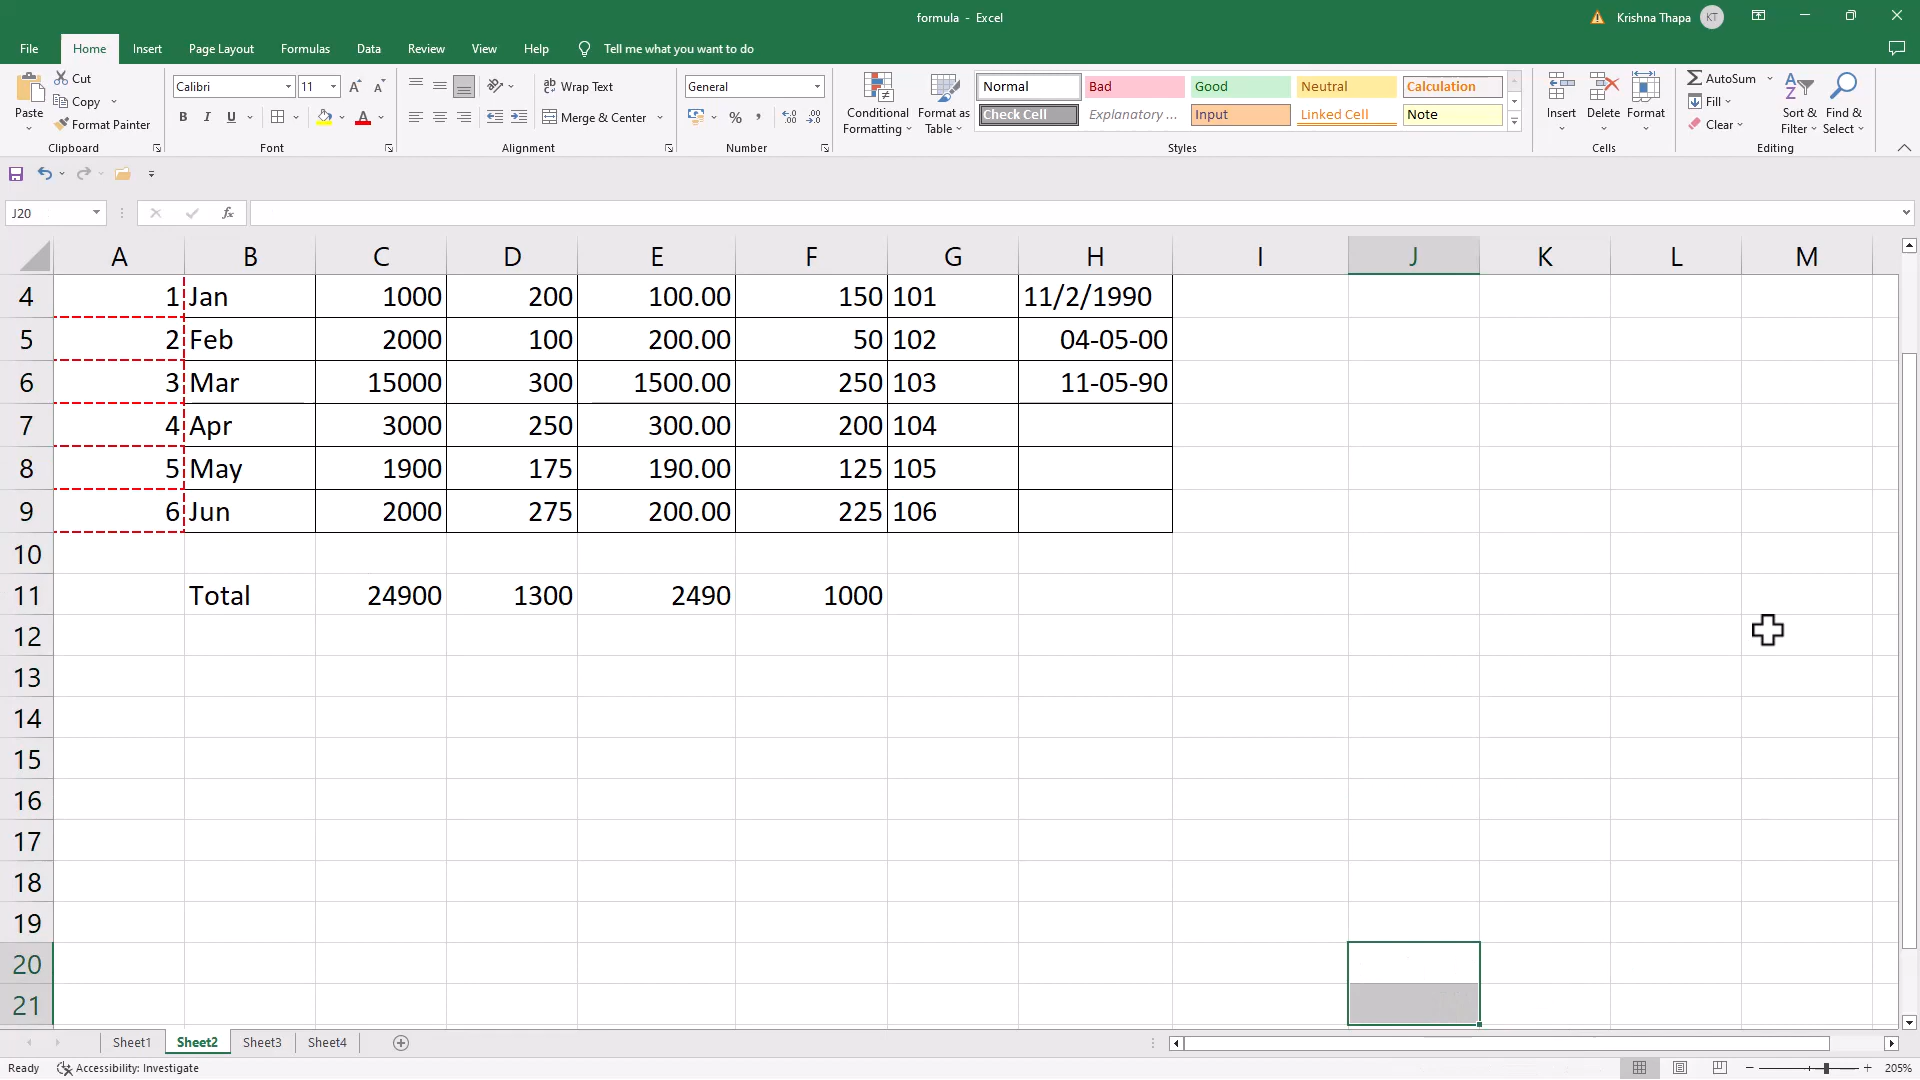 formula - Excel
Krishna Thapa KT
File Home Insert Page Layout Formulas Data Review View Help Tell me what you want to do
Paste
Cut
Copy
Format Painter
Clipboard
Calibri 11
B I U
Font
Wrap Text
Merge & Center
Alignment
General
Number
Conditional Formatting
Format as Table
Normal Bad Good Neutral Calculation
Check Cell Explanatory ... Input Linked Cell Note
Styles
Insert Delete Format
Cells
AutoSum
Fill
Clear
Sort & Filter
Find & Select
Editing
J20 fx
A B C D E F G H I J K L M
4 1 Jan 1000 200 100.00 150 101 11/2/1990
5 2 Feb 2000 100 200.00 50 102 04-05-00
6 3 Mar 15000 300 1500.00 250 103 11-05-90
7 4 Apr 3000 250 300.00 200 104
8 5 May 1900 175 190.00 125 105
9 6 Jun 2000 275 200.00 225 106
10
11 Total 24900 1300 2490 1000
12
13
14
15
16
17
18
19
20
21
Sheet1 Sheet2 Sheet3 Sheet4
Ready Accessibility: Investigate 205%